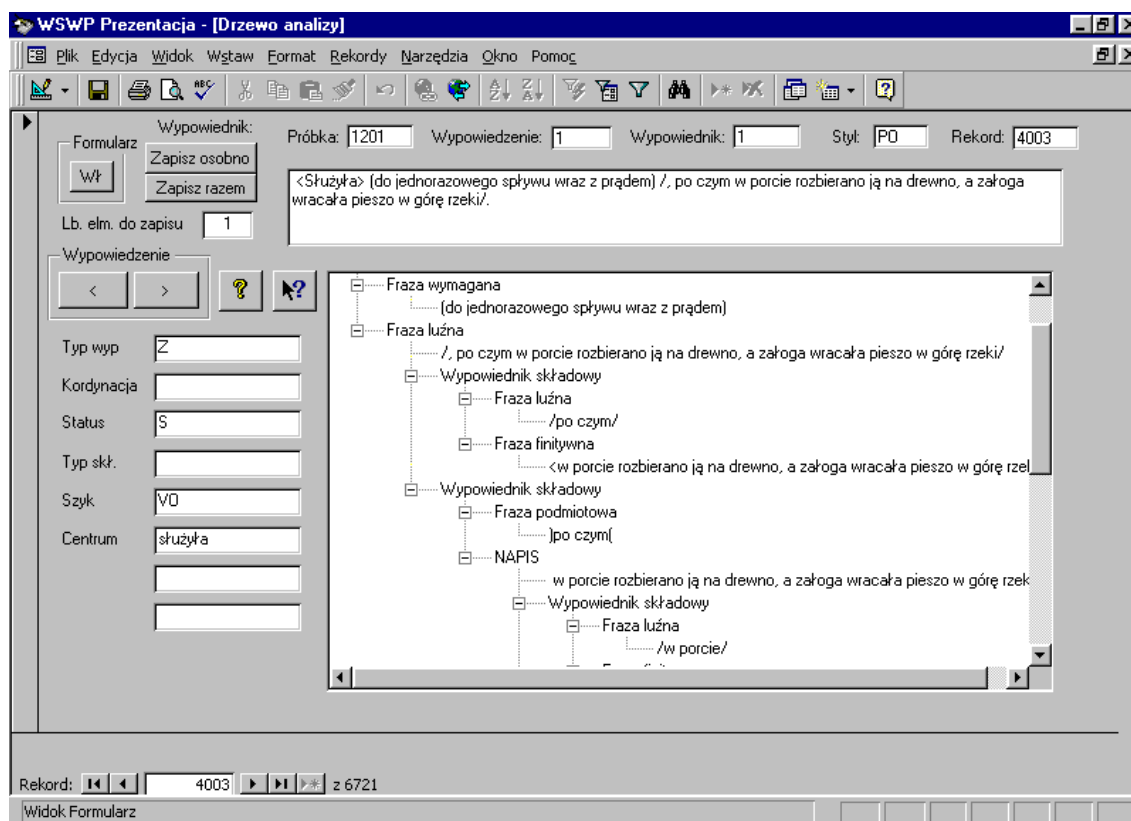 WSWP Prezentacja - [Drzewo analizy]
Plik Edycja Widok Wstaw Format Rekordy Narzędzia Okno Pomoc
Wypowiednik:
Formularz
Wł
Zapisz osobno
Zapisz razem
Próbka: 1201 Wypowiedzenie: 1 Wypowiednik: 1 Styl: PO Rekord: 4003
<Służyła> (do jednorazowego spływu wraz z prądem) /, po czym w porcie rozbierano ją na drewno, a załoga
wracała pieszo w górę rzeki/.
Lb. elm. do zapisu 1
Wypowiedzenie
< >
Typ wyp Z
Kordynacja
Status S
Typ skł.
Szyk VO
Centrum służyła
Fraza wymagana
(do jednorazowego spływu wraz z prądem)
Fraza luźna
/, po czym w porcie rozbierano ją na drewno, a załoga wracała pieszo w górę rzeki/
Wypowiednik składowy
Fraza luźna
/po czym/
Fraza finitywna
<w porcie rozbierano ją na drewno, a załoga wracała pieszo w górę rzel
Wypowiednik składowy
Fraza podmiotowa
)po czym(
NAPIS
w porcie rozbierano ją na drewno, a załoga wracała pieszo w górę rzek
Wypowiednik składowy
Fraza luźna
/w porcie/
Rekord: 4003 z 6721
Widok Formularz